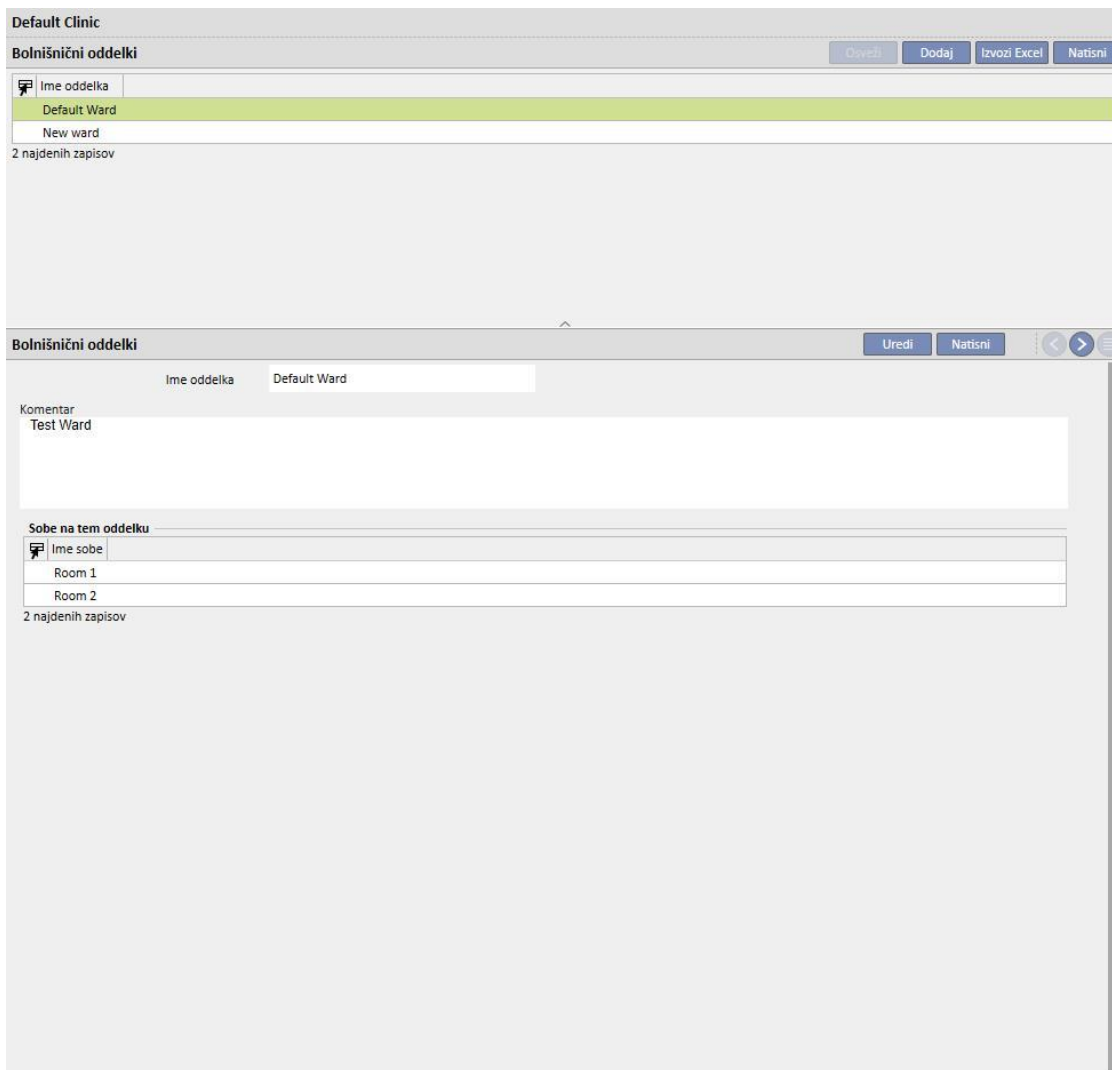 Default Clinic
Bolnišnični oddelki Osveži Dodaj Izvozi Excel Natisni
Ime oddelka
Default Ward
New ward
2 najdenih zapisov
Bolnišnični oddelki Uredi Natisni
Ime oddelka Default Ward
Komentar
Test Ward
Sobe na tem oddelku
Ime sobe
Room 1
Room 2
2 najdenih zapisov